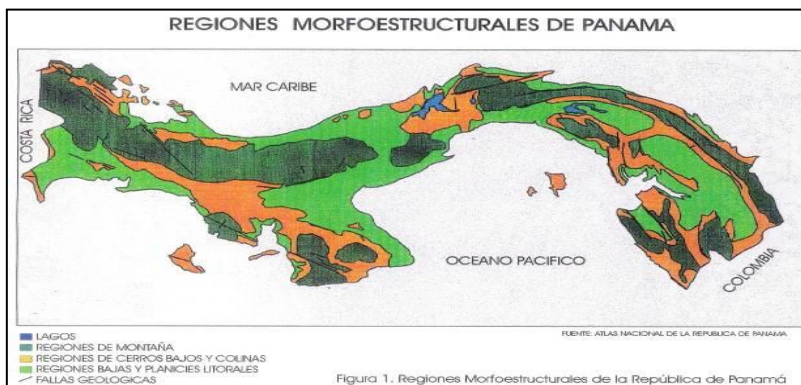 REGIONES MORFOESTRUCTURALES DE PANAMA
MAR CARIBE
COSTA RICA
OCEANO PACIFICO
COLOMBIA
LAGOS
REGIONES DE MONTAÑA
REGIONES DE CERROS BAJOS Y COLINAS
REGIONES BAJAS Y PLANICIES LITORALES
FALLAS GEOLOGICAS
FUENTE: ATLAS NACIONAL DE LA REPUBLICA DE PANAMA
Figura 1. Regiones Morfoestructurales de la República de Panamá